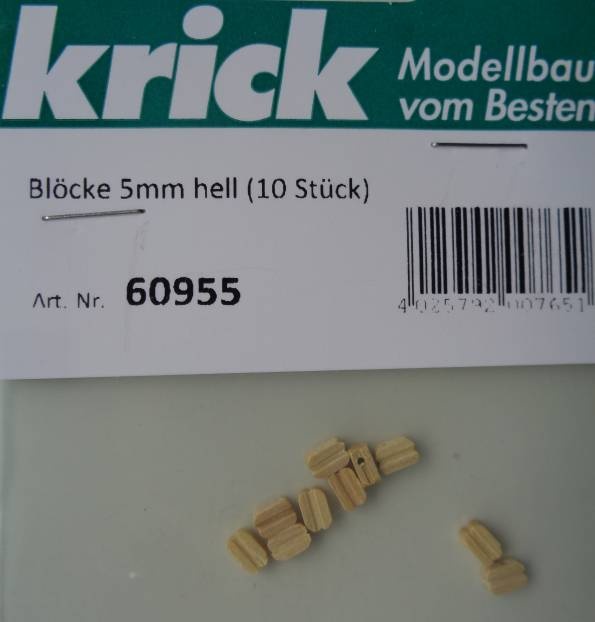 krick
Modellbau
vom Besten
Blöcke 5mm hell (10 Stück)
Art. Nr. 60955
4 025792 007651